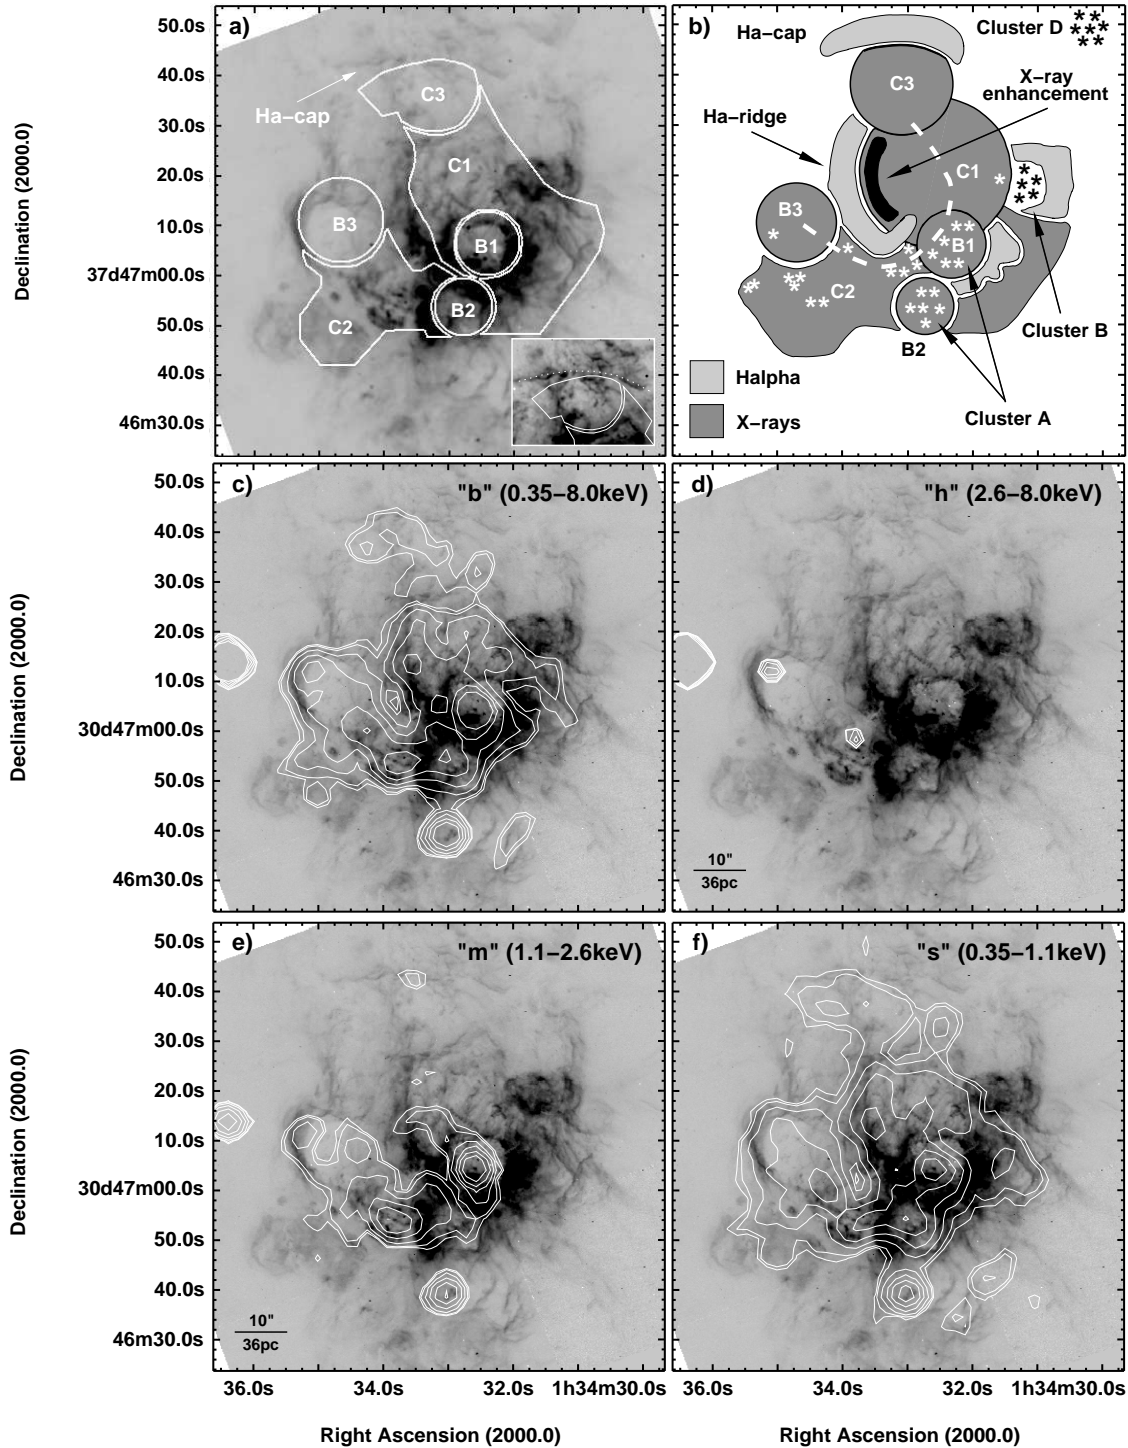 a)
50.0s
40.0s
30.0s
20.0s
10.0s
37d47m00.0s
50.0s
40.0s
46m30.0s
Declination (2000.0)
Ha-cap
C3
C1
B3
B1
B2
C2
b)
Ha-cap
Cluster D
C3
X-ray
enhancement
Ha-ridge
C1
B3
B1
C2
Cluster B
B2
Halpha
Cluster A
X-rays
c)
"b" (0.35-8.0keV)
50.0s
40.0s
30.0s
20.0s
10.0s
30d47m00.0s
50.0s
40.0s
46m30.0s
Declination (2000.0)
d)
"h" (2.6-8.0keV)
10"
36pc
e)
"m" (1.1-2.6keV)
50.0s
40.0s
30.0s
20.0s
10.0s
30d47m00.0s
50.0s
40.0s
46m30.0s
Declination (2000.0)
10"
36pc
36.0s 34.0s 32.0s 1h34m30.0s
Right Ascension (2000.0)
f)
"s" (0.35-1.1keV)
36.0s 34.0s 32.0s 1h34m30.0s
Right Ascension (2000.0)